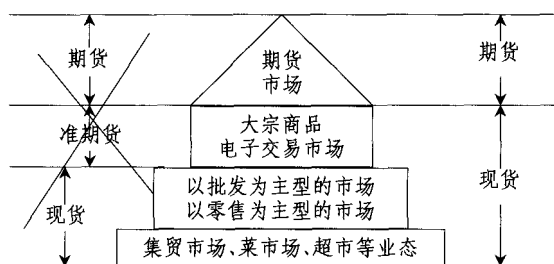 期货
期货
市场
期货
准期货
大宗商品
电子交易市场
现货
以批发为主型的市场
以零售为主型的市场
现货
集贸市场、菜市场、超市等业态